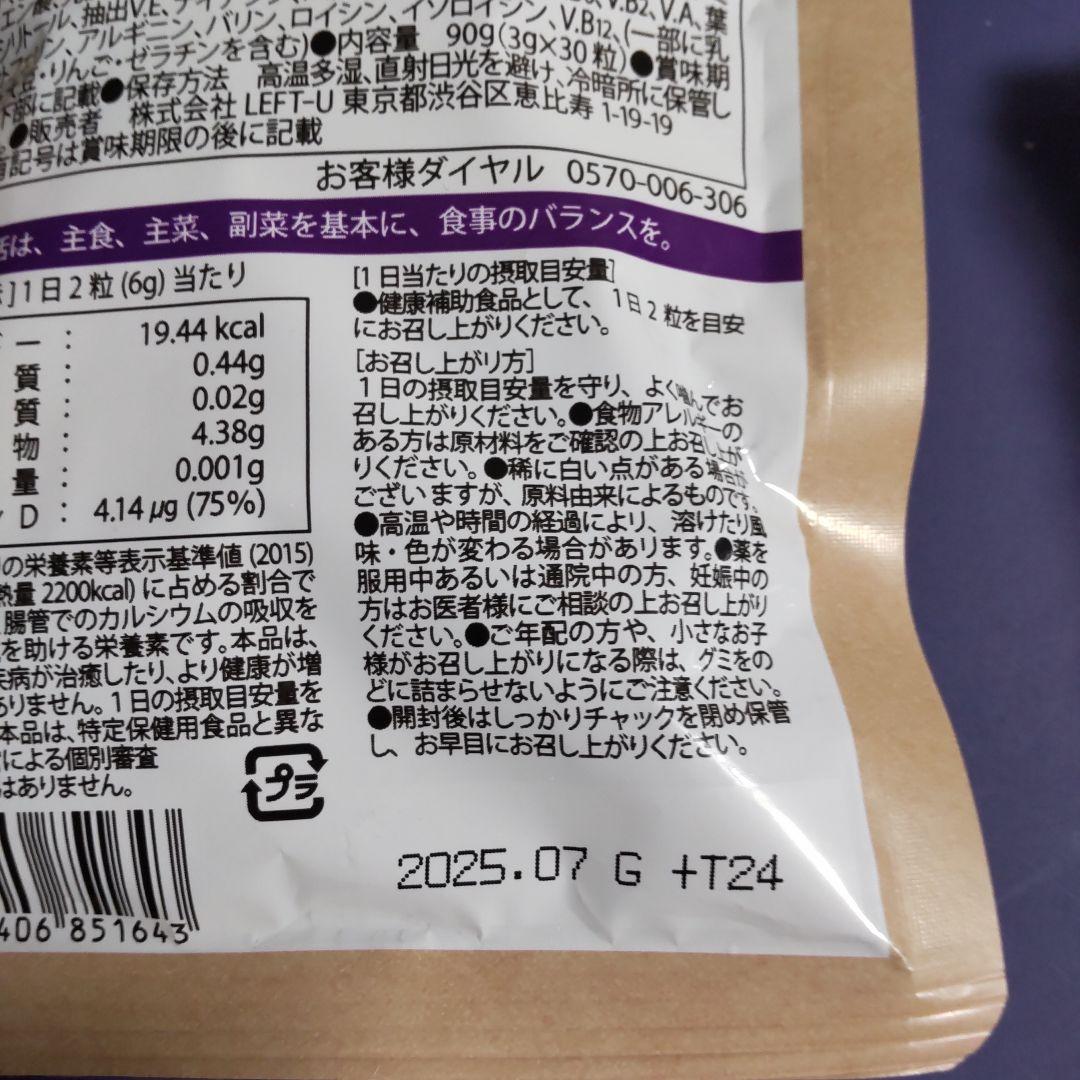 、抽出V.E、ナイアシン、
V.B2、V.A、葉
ン、アルギニン、バリン、ロイシン、イソロイシン、V.B12、(一部に乳
・りんご・ゼラチンを含む)●内容量 90g(3g×30粒)●賞味期
下部に記載●保存方法 高温多湿、直射日光を避け、冷暗所に保管し
●販売者 株式会社 LEFT-U 東京都渋谷区恵比寿 1-19-19
記号は賞味期限の後に記載
お客様ダイヤル 0570-006-306
活は、主食、主菜、副菜を基本に、食事のバランスを。
]1日2粒(6g)当たり
ー : 19.44 kcal
質 : 0.44g
質 : 0.02g
物 : 4.38g
量 : 0.001g
D : 4.14 μg (75%)
の栄養素等表示基準値 (2015)
熱量 2200kcal) に占める割合で
腸管でのカルシウムの吸収を
を助ける栄養素です。本品は、
疾病が治癒したり、より健康が増
ありません。1日の摂取目安量を
本品は、特定保健用食品と異な
による個別審査
はありません。
プラ
406 851643
[1日当たりの摂取目安量]
●健康補助食品として、1日2粒を目安
にお召し上がりください。
[お召し上がり方]
1日の摂取目安量を守り、よく噛んでお
召し上がりください。●食物アレルギーの
ある方は原材料をご確認の上お召し上が
りください。●稀に白い点がある場合が
ございますが、原料由来によるものです。
●高温や時間の経過により、溶けたり風
味・色が変わる場合があります。●薬を
服用中あるいは通院中の方、妊娠中の
方はお医者様にご相談の上お召し上がり
ください。●ご年配の方や、小さなお子
様がお召し上がりになる際は、グミをの
どに詰まらせないようにご注意ください。
●開封後はしっかりチャックを閉め保管
し、お早目にお召し上がりください。
2025.07 G +T24